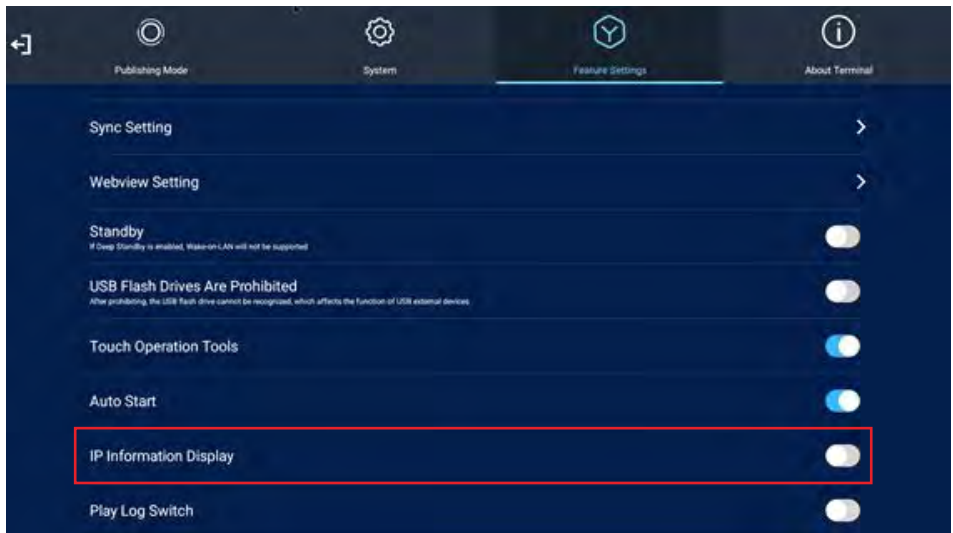 Publishing Mode
System
Feature Settings
About Terminal
Sync Setting
Webview Setting
Standby
If Deep Standby is enabled, Wake-on-LAN will not be supported
USB Flash Drives Are Prohibited
After prohibiting, the USB flash drive cannot be recognized, which affects the function of USB external devices
Touch Operation Tools
Auto Start
IP Information Display
Play Log Switch